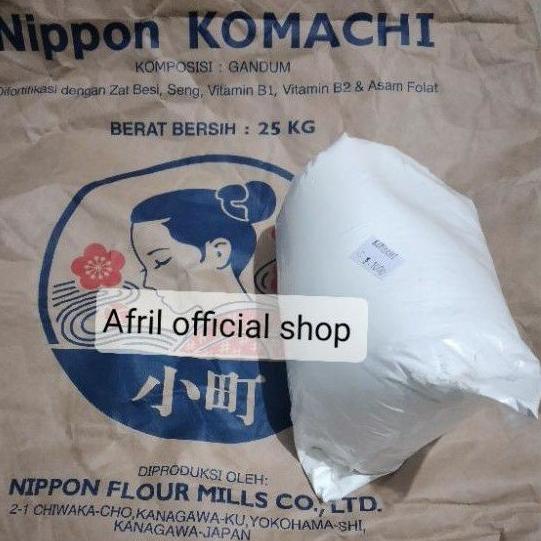 Nippon KOMACHI
KOMPOSISI : GANDUM
Difortifikasi dengan Zat Besi, Seng, Vitamin B1, Vitamin B2 & Asam Folat
BERAT BERSIH : 25 KG
KOMACHI
Afril official shop
小町
DIPRODUKSI OLEH:
NIPPON FLOUR MILLS CO., LTD.
2-1 CHIWAKA-CHO,KANAGAWA-KU,YOKOHAMA-SHI,
KANAGAWA-JAPAN